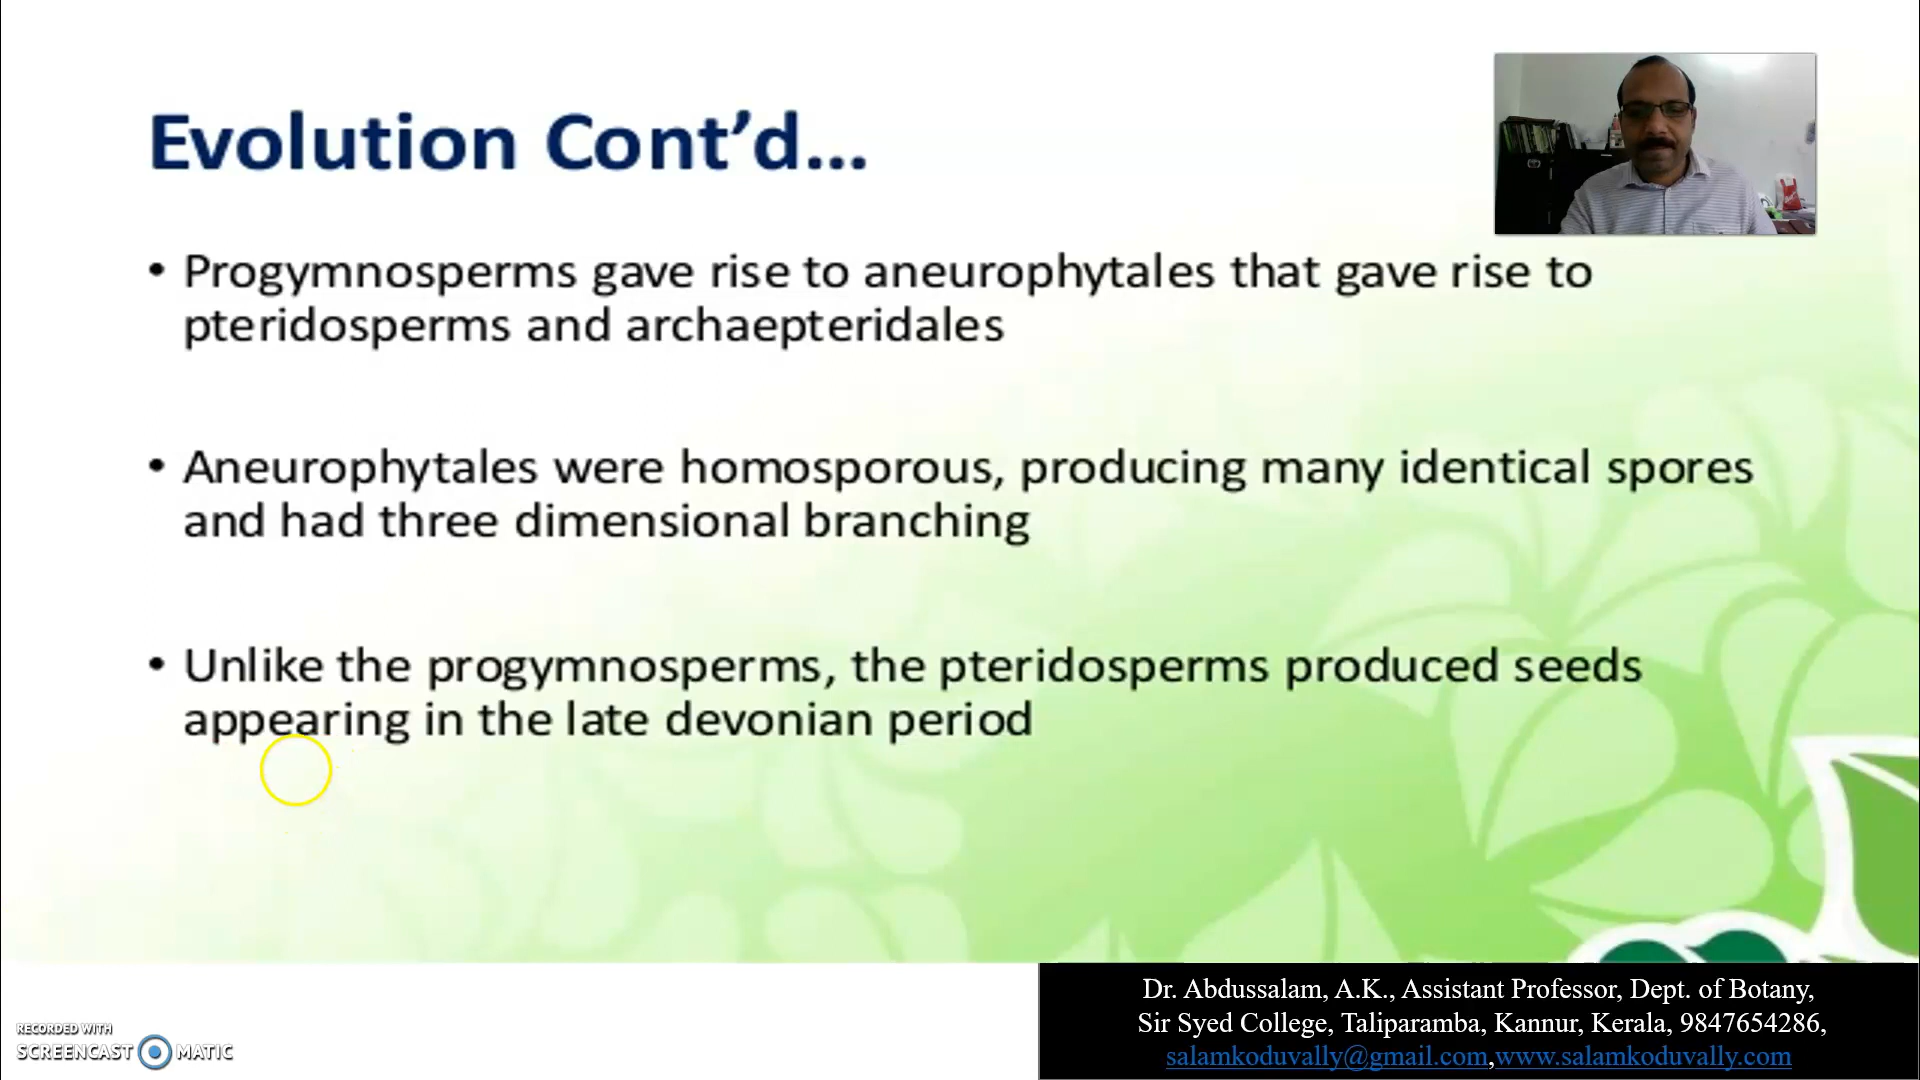 Evolution Cont’d...
• Progymnosperms gave rise to aneurophytales that gave rise to
pteridosperms and archaepteridales
• Aneurophytales were homosporous, producing many identical spores
and had three dimensional branching
• Unlike the progymnosperms, the pteridosperms produced seeds
appearing in the late devonian period
Dr. Abdussalam, A.K., Assistant Professor, Dept. of Botany,
Sir Syed College, Taliparamba, Kannur, Kerala, 9847654286,
salamkoduvally@gmail.com,www.salamkoduvally.com
RECORDED WITH
SCREENCAST MATIC